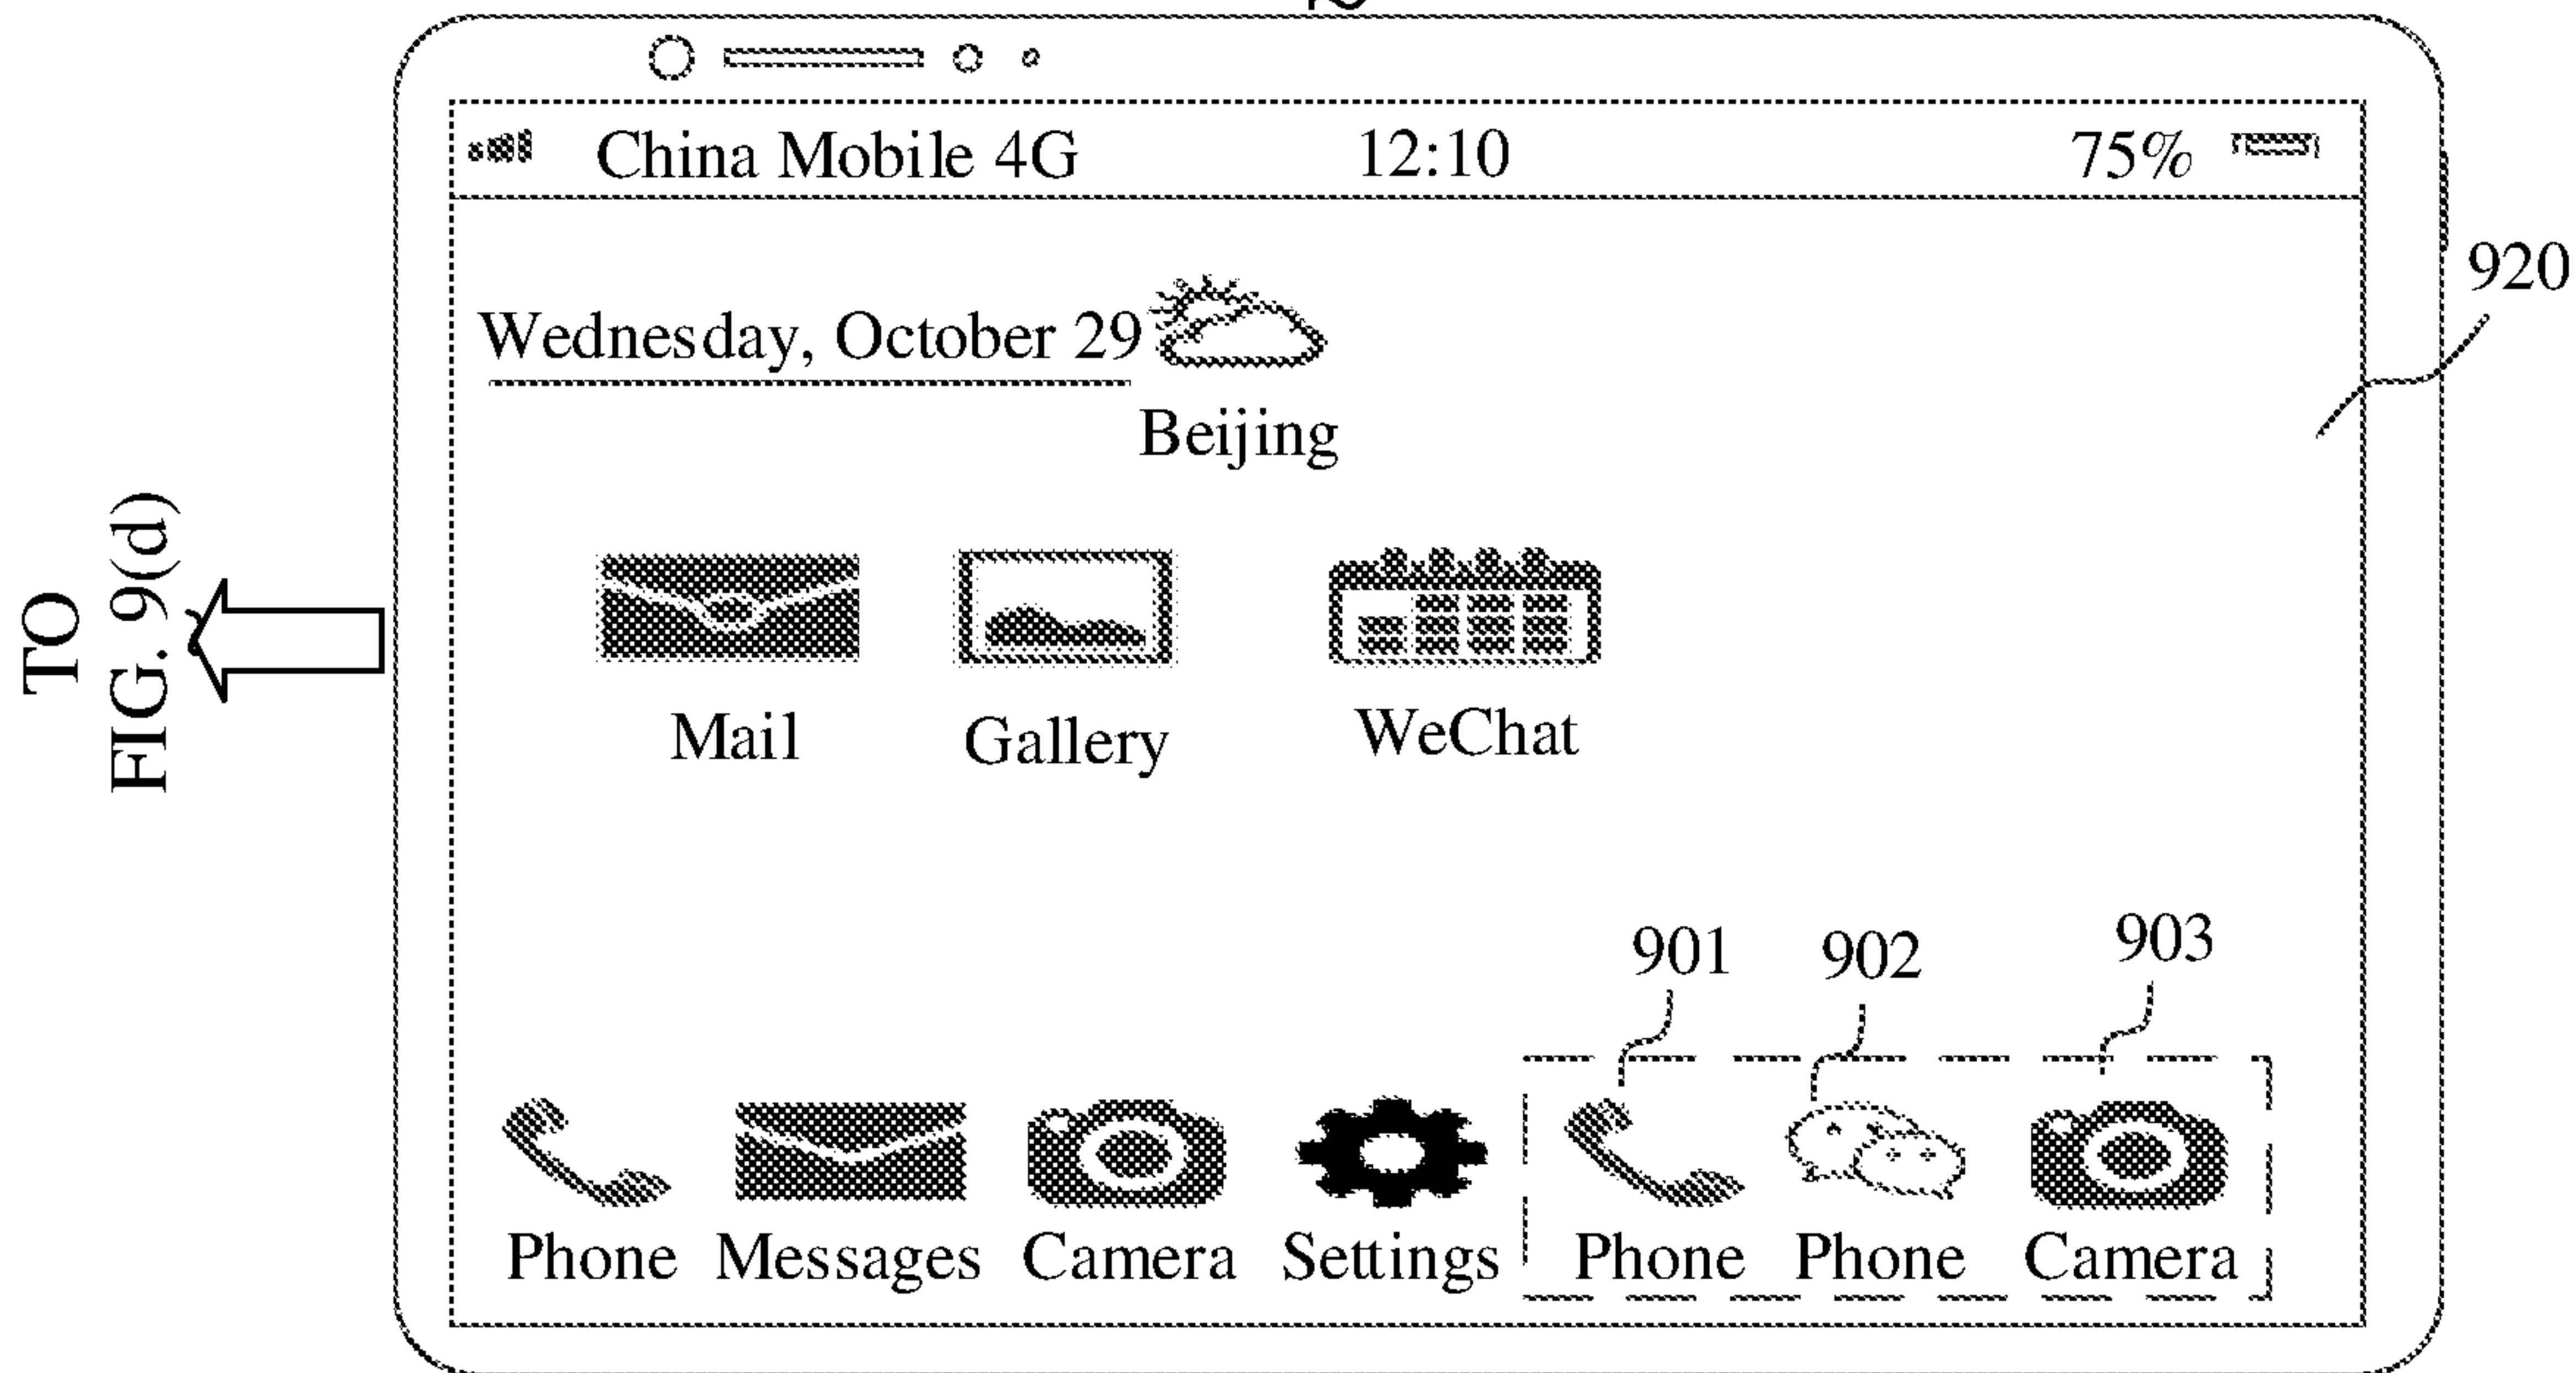 China Mobile 4G 12:10 75%
920
Wednesday, October 29
Beijing
TO
FIG. 9(d)
Mail Gallery WeChat
901 902 903
Phone Messages Camera Settings Phone Phone Camera